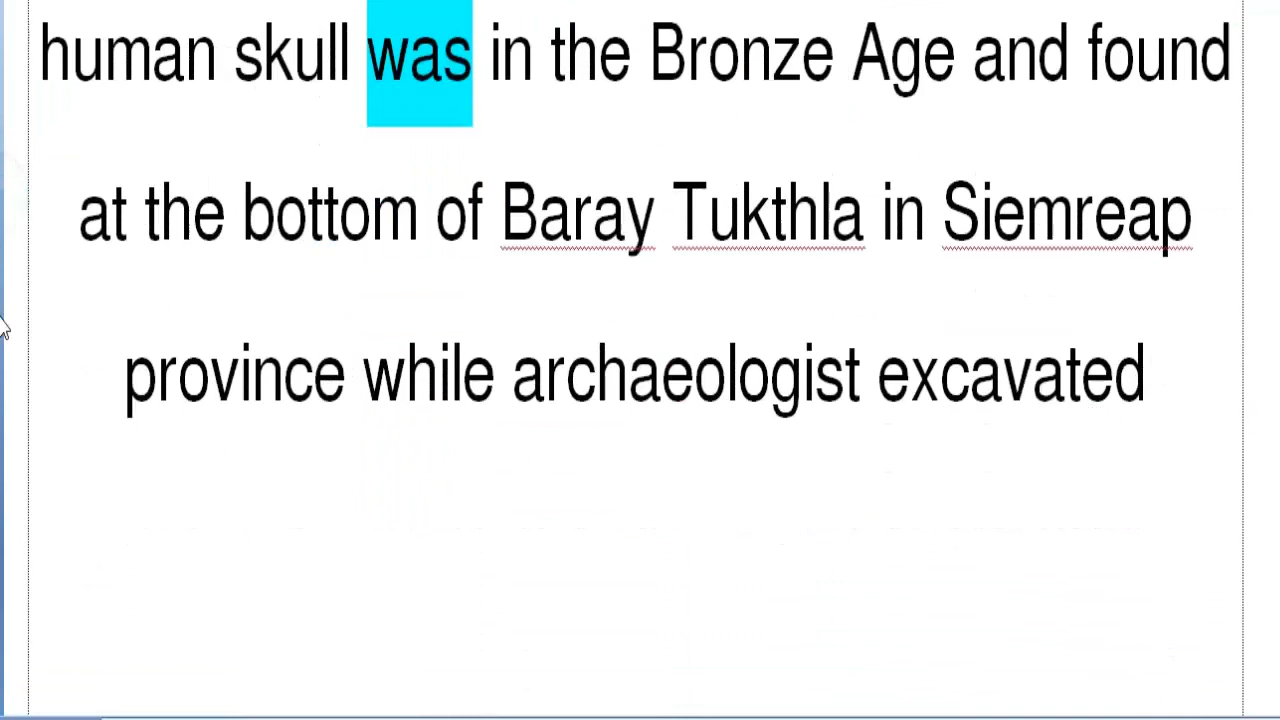 human skull was in the Bronze Age and found
at the bottom of Baray Tukthla in Siemreap
province while archaeologist excavated